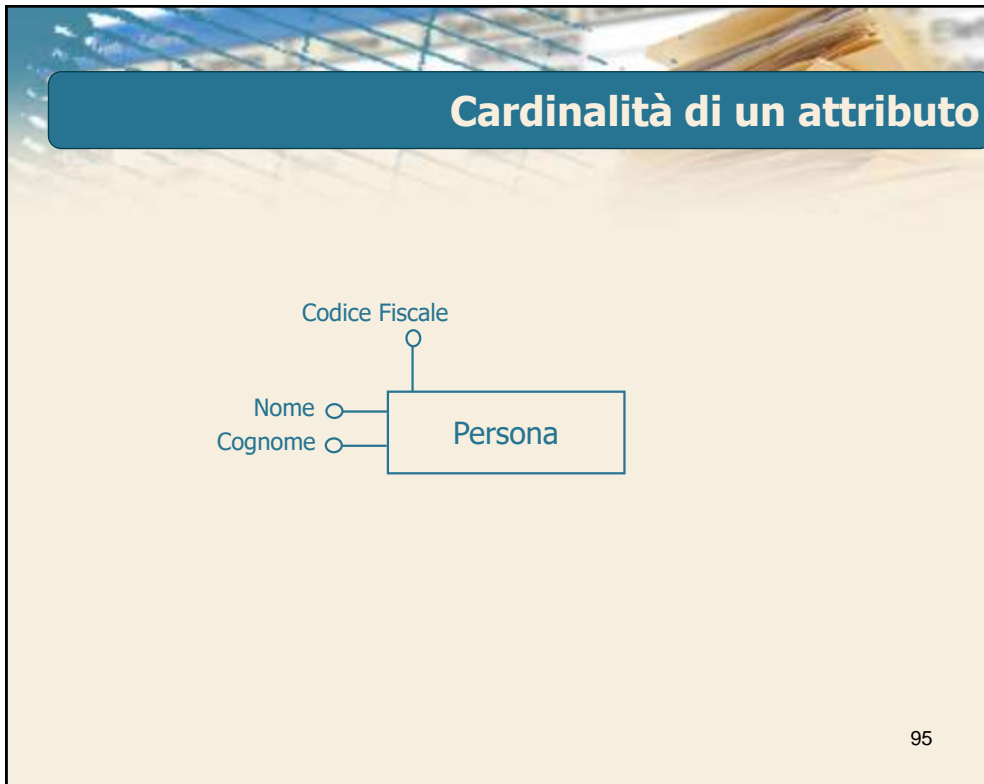 Cardinalità di un attributo
Codice Fiscale
Nome
Cognome
Persona
95